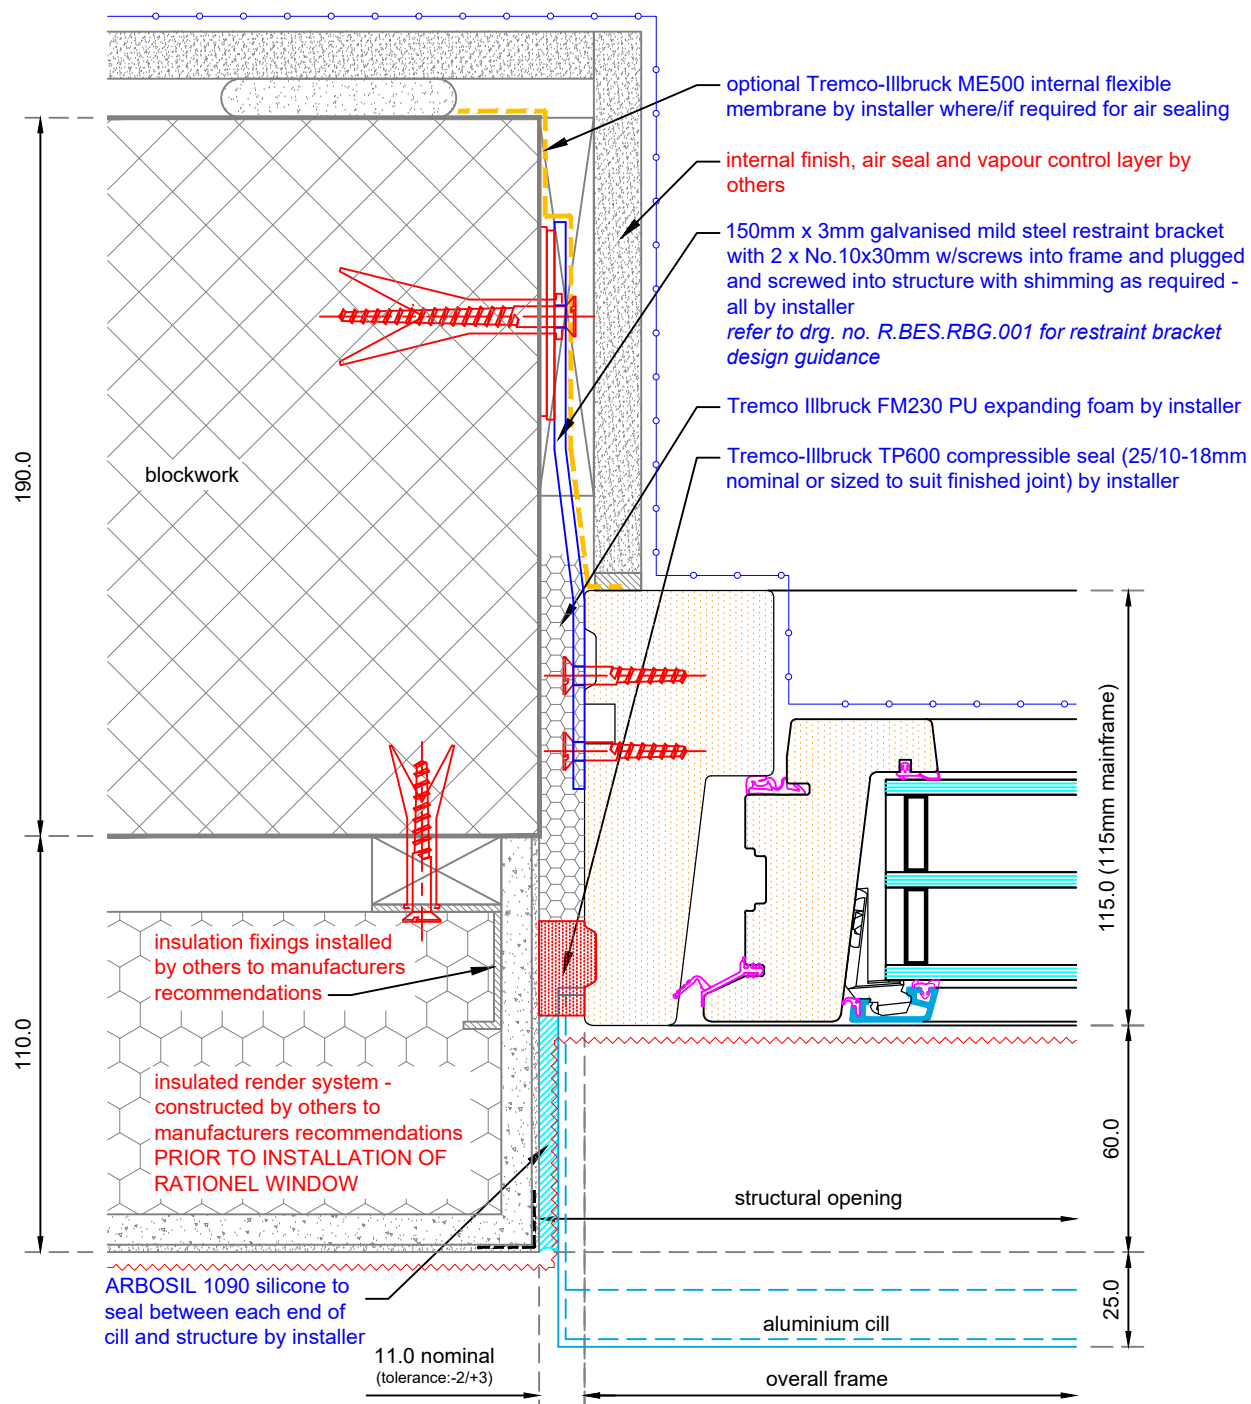 optional Tremco-Illbruck ME500 internal flexible
membrane by installer where/if required for air sealing
internal finish, air seal and vapour control layer by
others
150mm x 3mm galvanised mild steel restraint bracket
with 2 x No.10x30mm w/screws into frame and plugged
and screwed into structure with shimming as required -
all by installer
refer to drg. no. R.BES.RBG.001 for restraint bracket
design guidance
Tremco Illbruck FM230 PU expanding foam by installer
Tremco-Illbruck TP600 compressible seal (25/10-18mm
nominal or sized to suit finished joint) by installer
190.0
blockwork
115.0 (115mm mainframe)
110.0
insulation fixings installed
by others to manufacturers
recommendations
insulated render system -
constructed by others to
manufacturers recommendations
PRIOR TO INSTALLATION OF
RATIONEL WINDOW
60.0
structural opening
25.0
ARBOSIL 1090 silicone to
seal between each end of
cill and structure by installer
aluminium cill
11.0 nominal
(tolerance:-2/+3)
overall frame